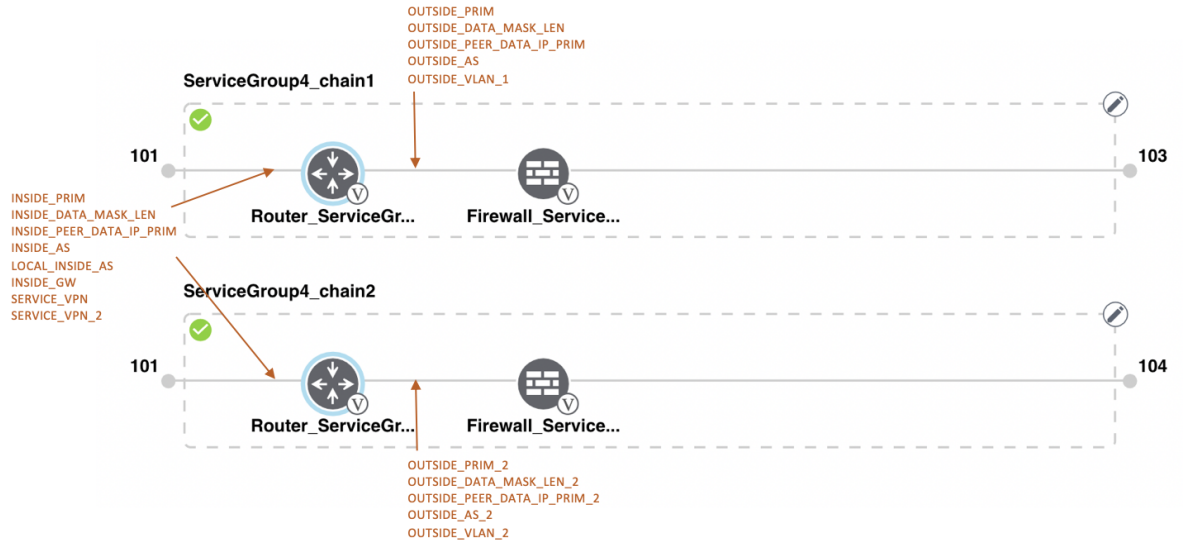 OUTSIDE_PRIM
OUTSIDE_DATA_MASK_LEN
OUTSIDE_PEER_DATA_IP_PRIM
OUTSIDE_AS
OUTSIDE_VLAN_1
ServiceGroup4_chain1
101
103
V
V
Router_ServiceGr...
Firewall_Service...
INSIDE_PRIM
INSIDE_DATA_MASK_LEN
INSIDE_PEER_DATA_IP_PRIM
INSIDE_AS
LOCAL_INSIDE_AS
INSIDE_GW
SERVICE_VPN
SERVICE_VPN_2
ServiceGroup4_chain2
101
104
V
V
Router_ServiceGr...
Firewall_Service...
OUTSIDE_PRIM_2
OUTSIDE_DATA_MASK_LEN_2
OUTSIDE_PEER_DATA_IP_PRIM_2
OUTSIDE_AS_2
OUTSIDE_VLAN_2